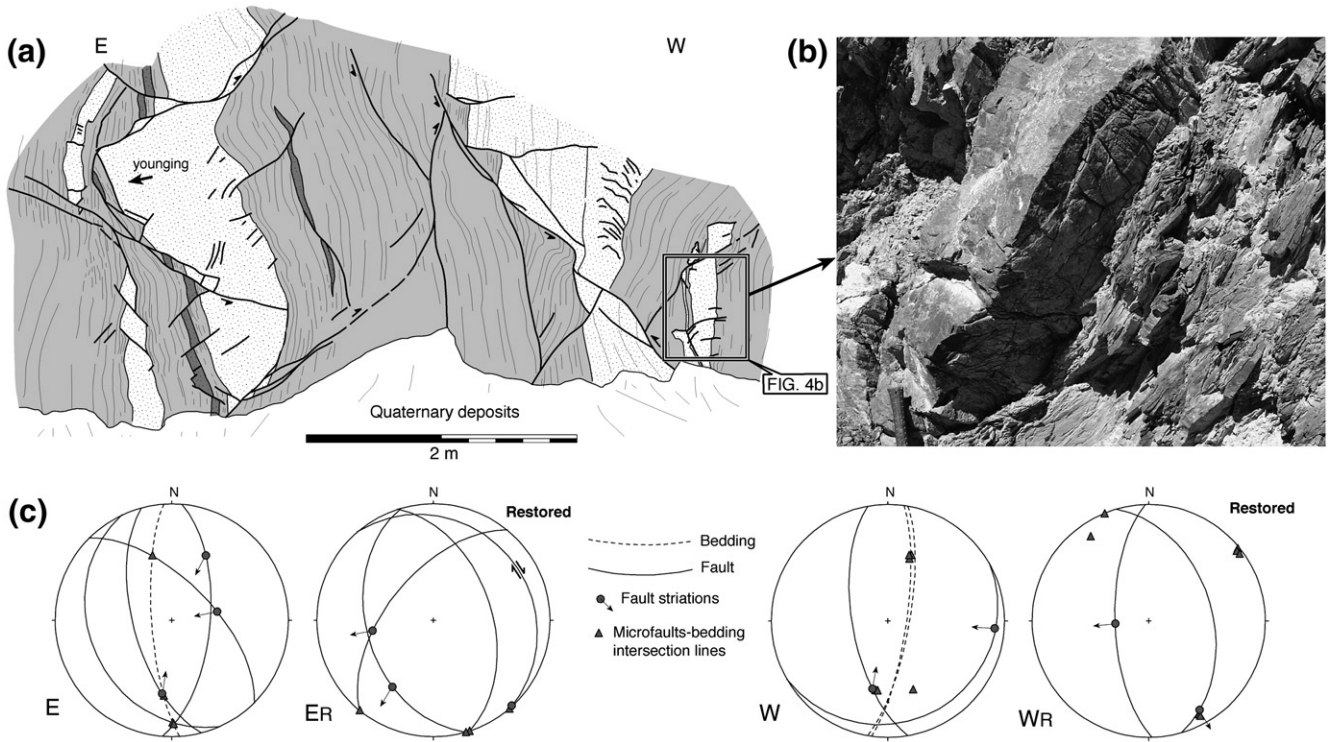 (a)
E
W
(b)
younging
FIG. 4b
Quaternary deposits
2 m
(c)
N
N
Restored
Bedding
Fault
Fault striations
Microfaults-bedding
intersection lines
N
N
Restored
E
ER
W
WR